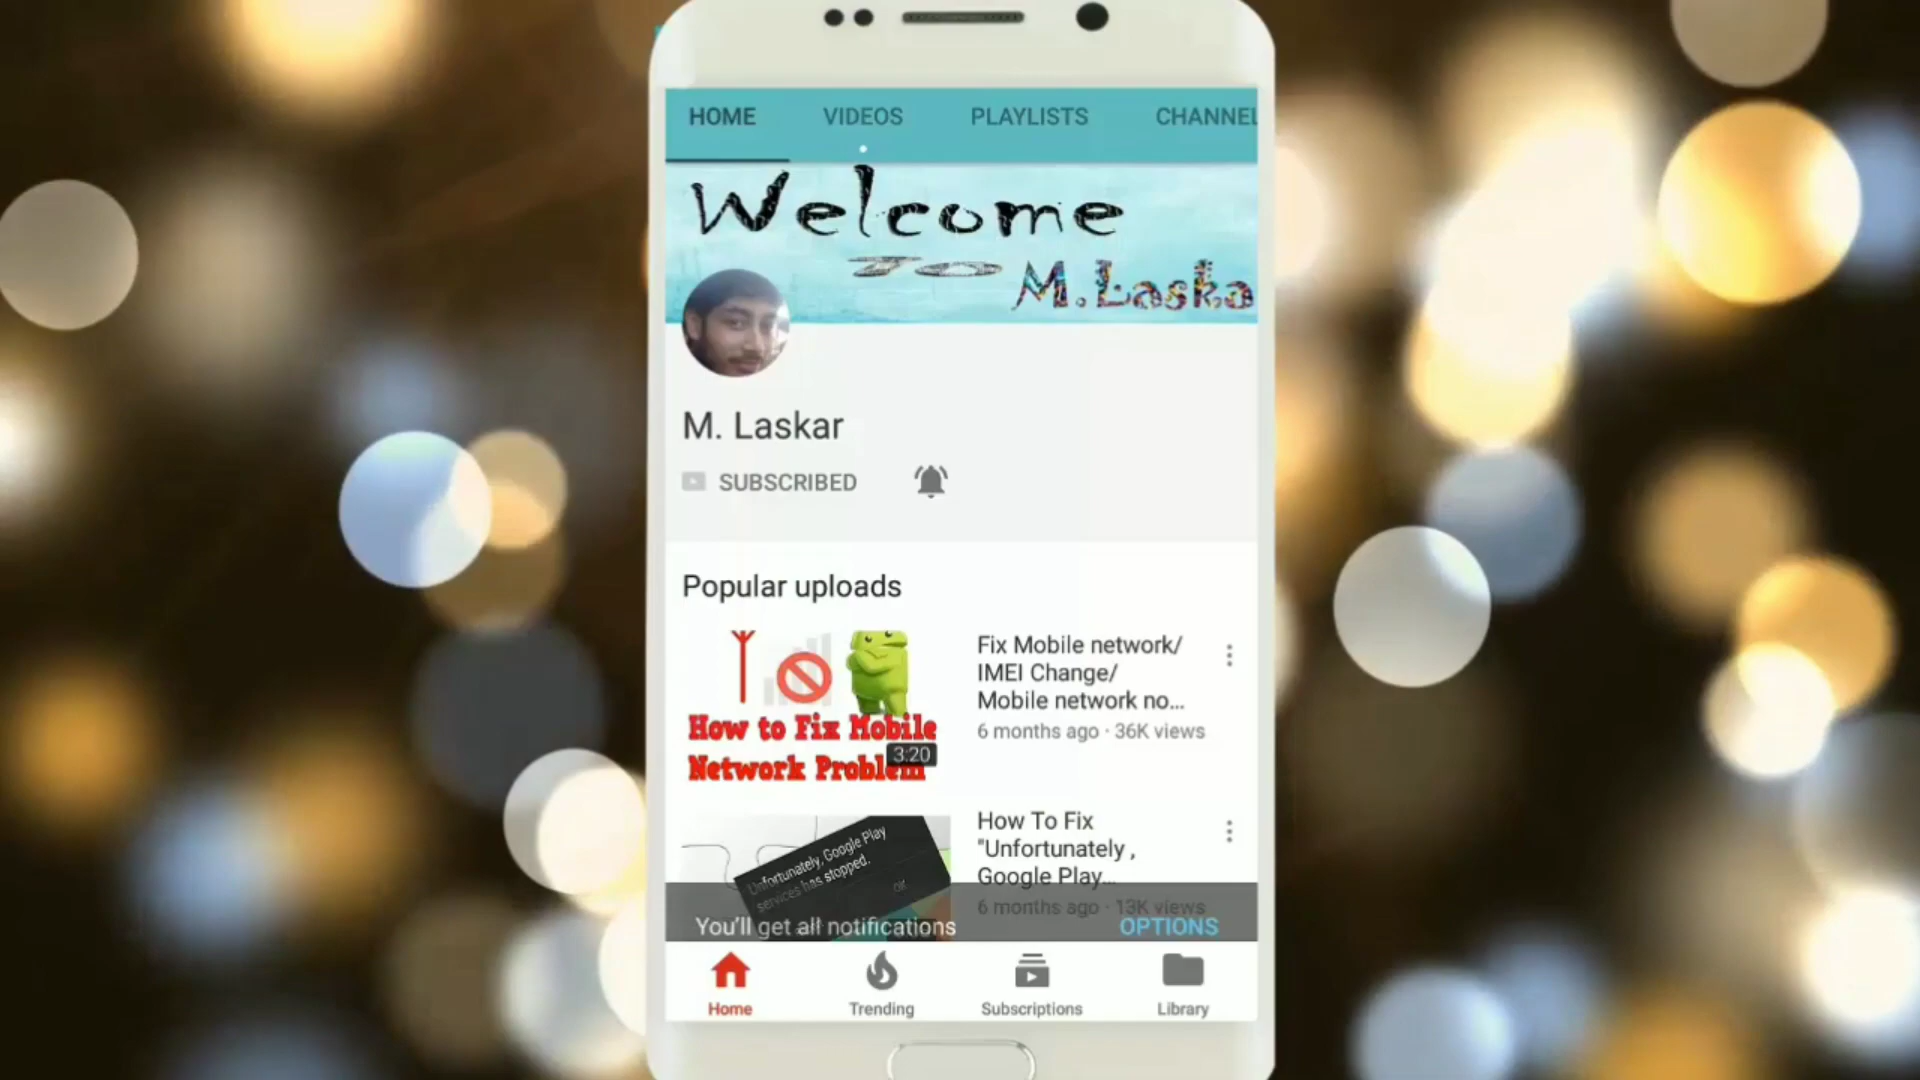 HOME VIDEOS PLAYLISTS CHANNEL
Welcome
TO
M.Laska
M. Laskar
SUBSCRIBED
Popular uploads
How to Fix Mobile
Network Problem
3:20
Fix Mobile network/
IMEI Change/
Mobile network no...
6 months ago · 36K views
Unfortunately, Google Play
services has stopped.
OK
How To Fix
"Unfortunately ,
Google Play...
6 months ago · 13K views
You'll get all notifications OPTIONS
Home Trending Subscriptions Library